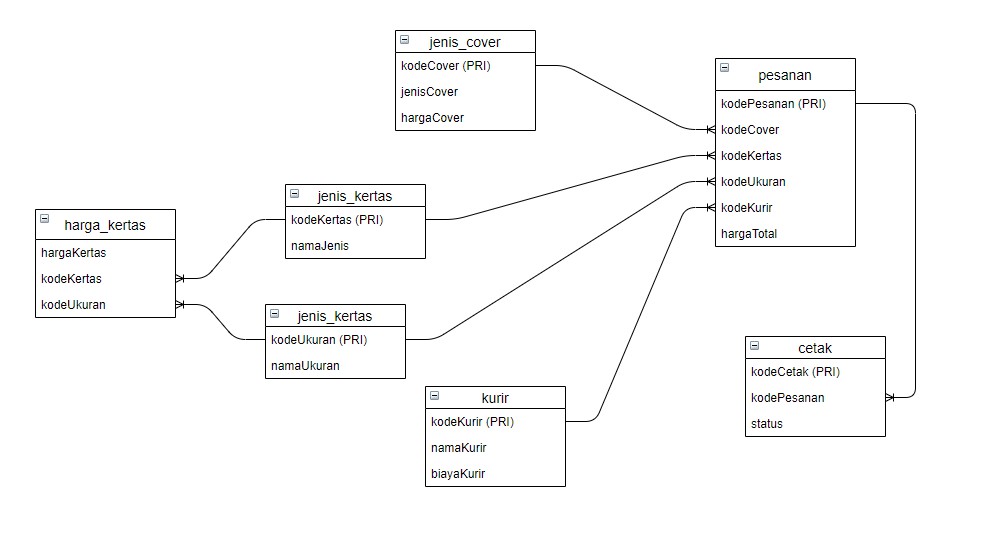 jenis_cover
kodeCover (PRI)
jenisCover
hargaCover
pesanan
kodePesanan (PRI)
kodeCover
kodeKertas
kodeUkuran
kodeKurir
hargaTotal
jenis_kertas
kodeKertas (PRI)
namaJenis
harga_kertas
hargaKertas
kodeKertas
kodeUkuran
jenis_kertas
kodeUkuran (PRI)
namaUkuran
kurir
kodeKurir (PRI)
namaKurir
biayaKurir
cetak
kodeCetak (PRI)
kodePesanan
status